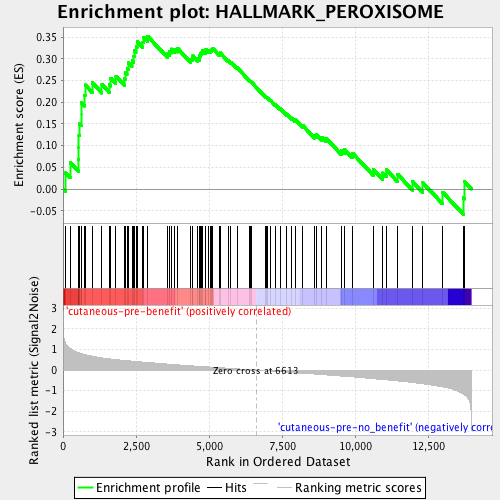 Enrichment plot: HALLMARK_PEROXISOME
Enrichment score (ES)
0.35
0.30
0.25
0.20
0.15
0.10
0.05
0.00
-0.05
Ranked list metric (Signal2Noise)
'cutaneous-pre-benefit' (positively correlated)
3
2
1
0
-1
-2
-3
Zero cross at 6613
'cutaneous-pre-no_benefit' (negatively corre
0 2,500 5,000 7,500 10,000 12,500
Rank in Ordered Dataset
Enrichment profile Hits Ranking metric scores